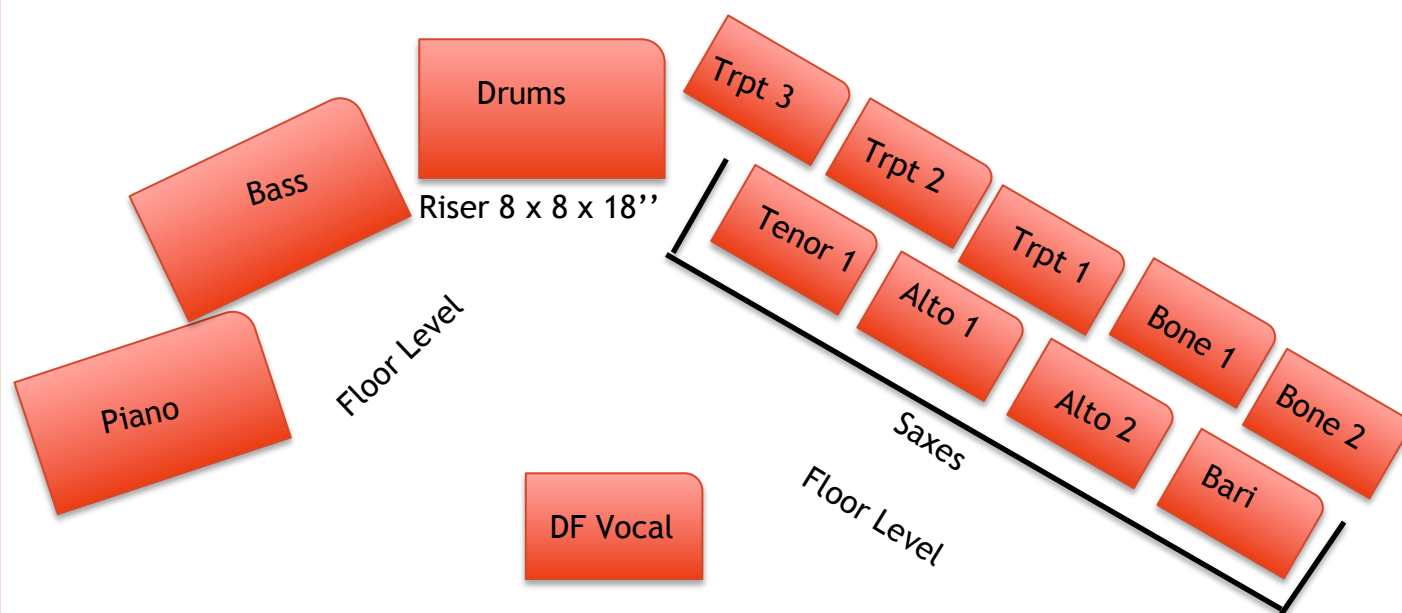 Drums
Riser 8 x 8 x 18’’
Bass
Piano
Floor Level
DF Vocal
Trpt 3
Trpt 2
Trpt 1
Bone 1
Bone 2
Tenor 1
Alto 1
Alto 2
Bari
Saxes
Floor Level